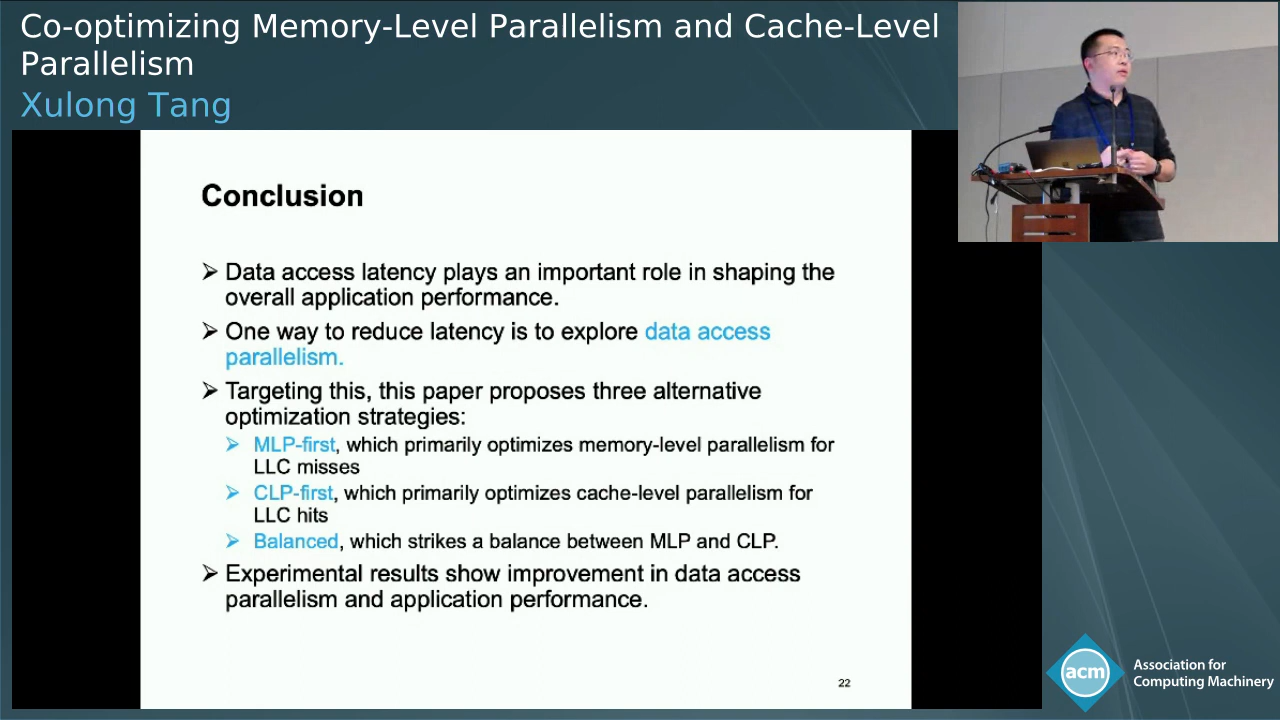 Co-optimizing Memory-Level Parallelism and Cache-Level
Parallelism
Xulong Tang
Conclusion
➢ Data access latency plays an important role in shaping the
overall application performance.
➢ One way to reduce latency is to explore data access
parallelism.
➢ Targeting this, this paper proposes three alternative
optimization strategies:
➢ MLP-first, which primarily optimizes memory-level parallelism for
LLC misses
➢ CLP-first, which primarily optimizes cache-level parallelism for
LLC hits
➢ Balanced, which strikes a balance between MLP and CLP.
➢ Experimental results show improvement in data access
parallelism and application performance.
22
acm
Association for
Computing Machinery